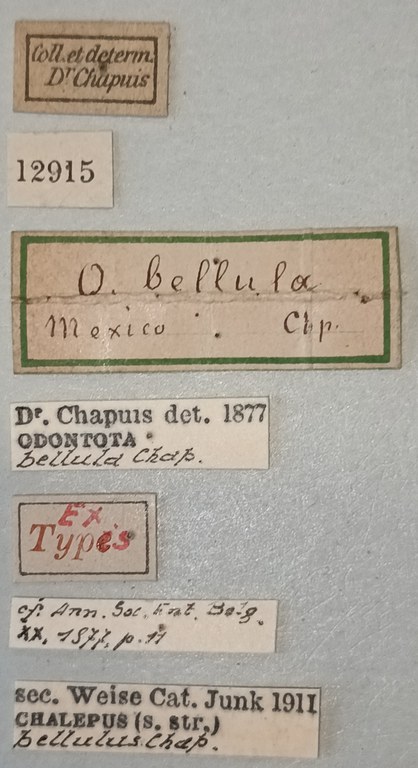 Coll. et determ.
Dr Chapuis
12915
O. bellula
Mexico . Chp.
Dr. Chapuis det. 1877
ODONTOTA
bellula Chap.
Ex
Types
cf. Ann. Soc. Ent. Belg.
XX, 1877, p. 11
sec. Weise Cat. Junk 1911
CHALEPUS (s. str.)
bellulus Chap.